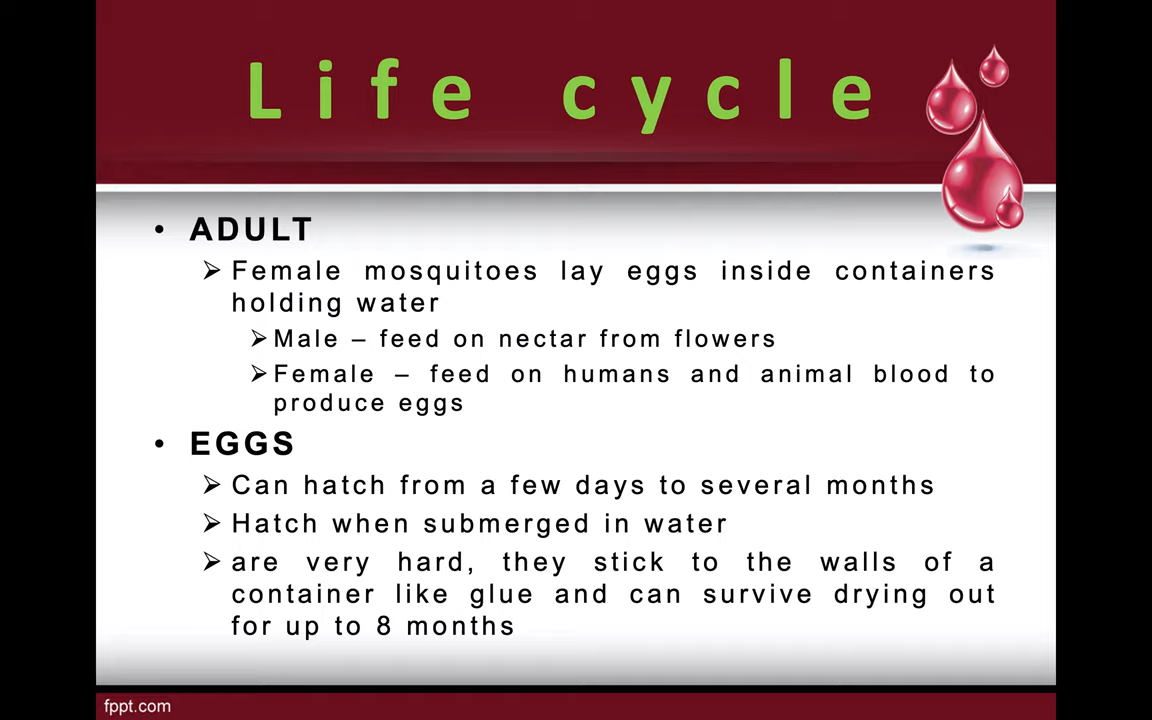 Life cycle
• ADULT
➢ Female mosquitoes lay eggs inside containers
holding water
➢ Male – feed on nectar from flowers
➢ Female – feed on humans and animal blood to
produce eggs
• EGGS
➢ Can hatch from a few days to several months
➢ Hatch when submerged in water
➢ are very hard, they stick to the walls of a
container like glue and can survive drying out
for up to 8 months
fppt.com